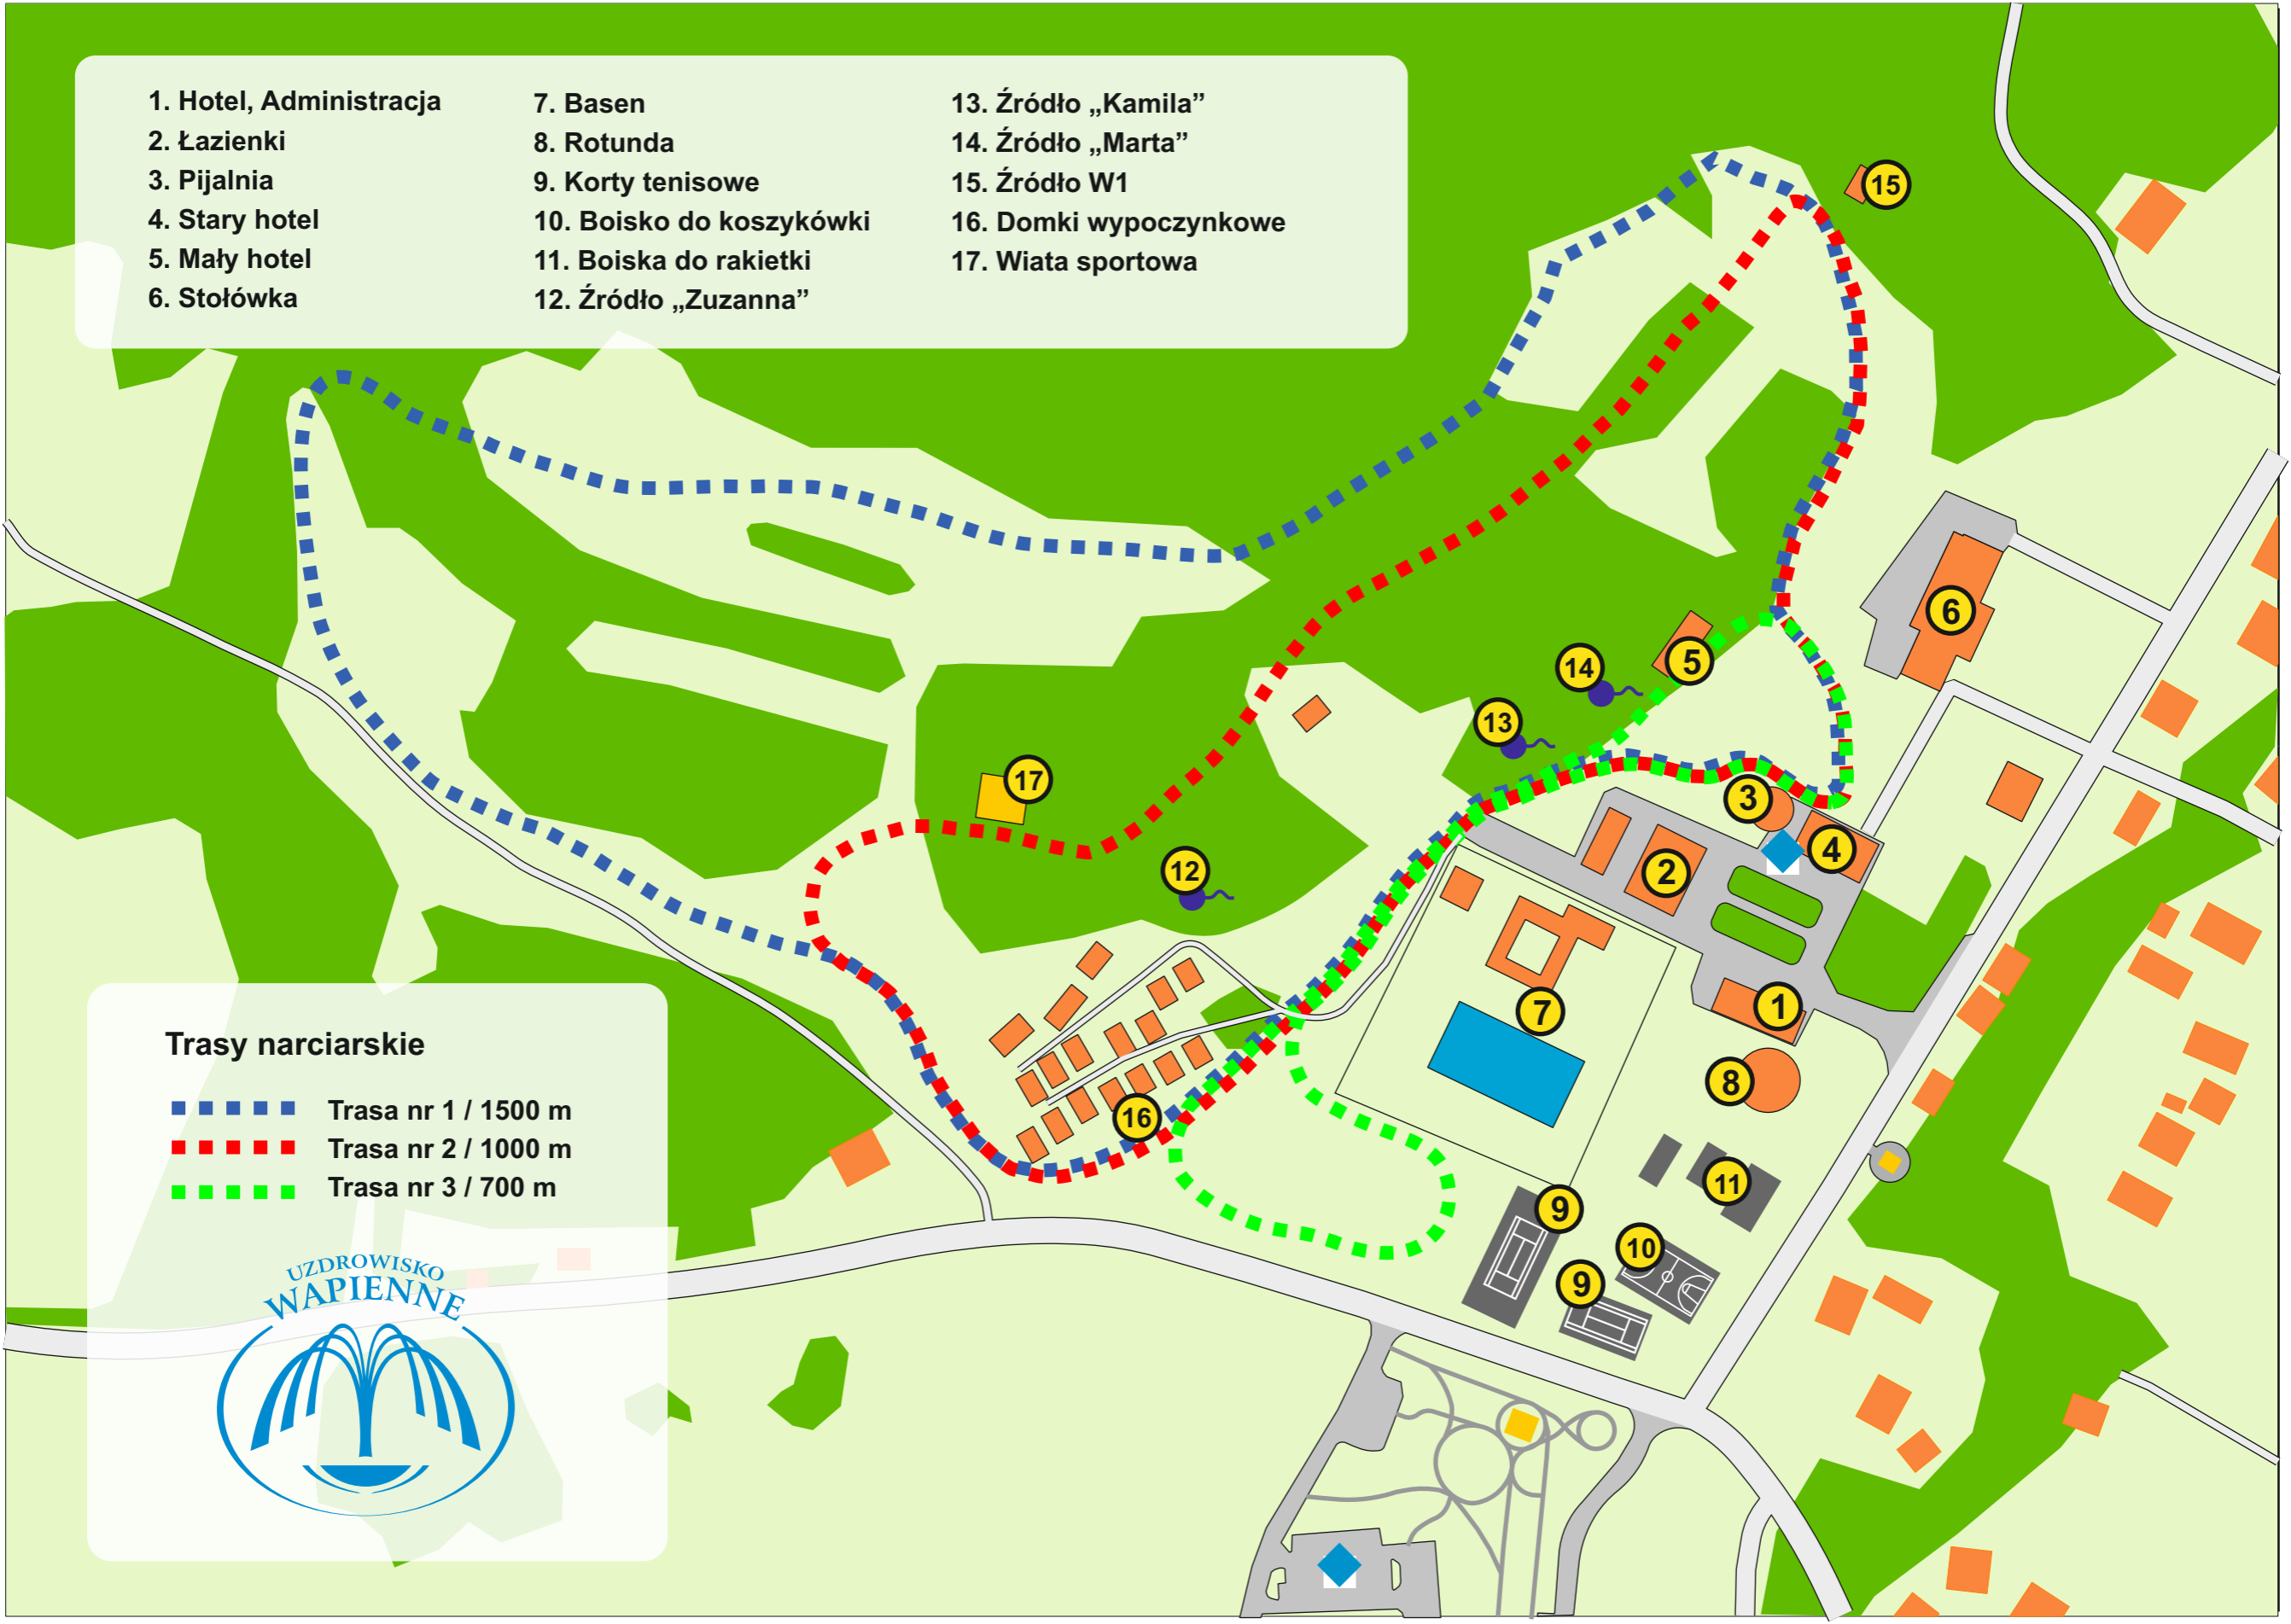 1. Hotel, Administracja
2. Łazienki
3. Pijalnia
4. Stary hotel
5. Mały hotel
6. Stołówka
7. Basen
8. Rotunda
9. Korty tenisowe
10. Boisko do koszykówki
11. Boiska do rakietki
12. Źródło „Zuzanna”
13. Źródło „Kamila”
14. Źródło „Marta”
15. Źródło W1
16. Domki wypoczynkowe
17. Wiata sportowa
15
6
14
5
13
17
3
4
12
2
7
1
8
16
11
9
10
9
Trasy narciarskie
Trasa nr 1 / 1500 m
Trasa nr 2 / 1000 m
Trasa nr 3 / 700 m
UZDROWISKO
WAPIENNE